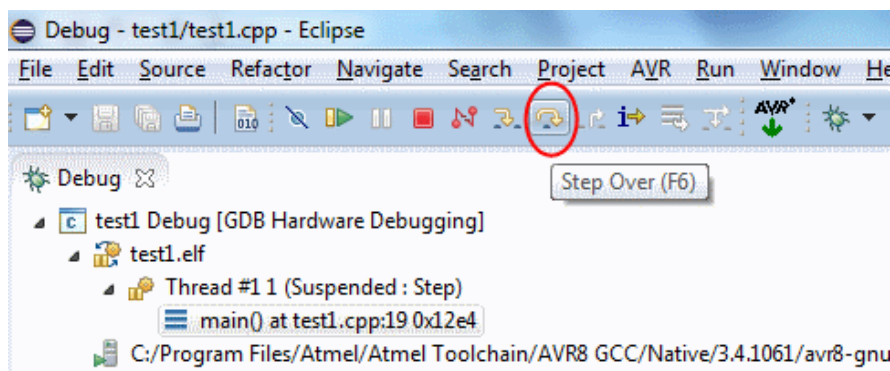 Debug - test1/test1.cpp - Eclipse
File Edit Source Refactor Navigate Search Project AVR Run Window
010 AVR
Debug
Step Over (F6)
c test1 Debug [GDB Hardware Debugging]
test1.elf
Thread #1 1 (Suspended : Step)
main() at test1.cpp:19 0x12e4
C:/Program Files/Atmel/Atmel Toolchain/AVR8 GCC/Native/3.4.1061/avr8-gnu